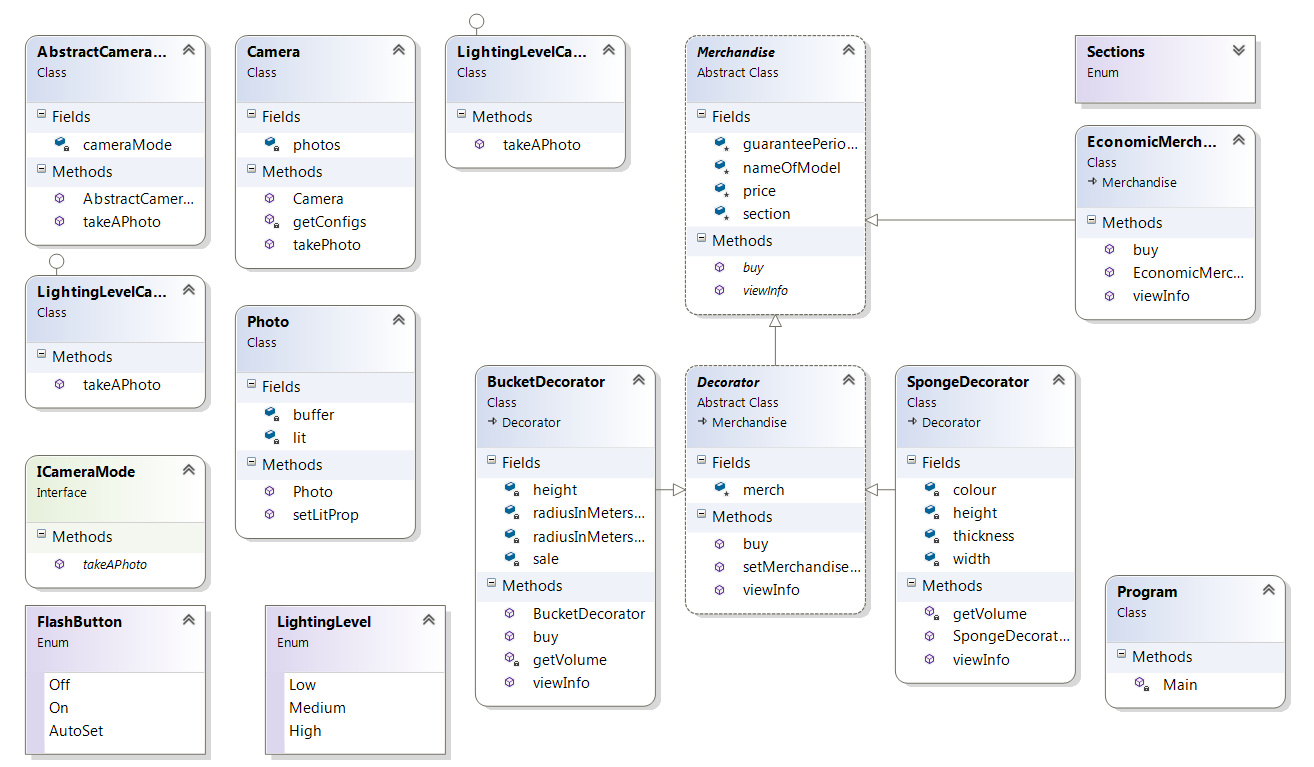 AbstractCamera...
Class
Fields
cameraMode
Methods
AbstractCamer...
takeAPhoto
Camera
Class
Fields
photos
Methods
Camera
getConfigs
takePhoto
LightingLevelCa...
Class
Methods
takeAPhoto
Merchandise
Abstract Class
Fields
guaranteePerio...
nameOfModel
price
section
Methods
buy
viewInfo
Sections
Enum
EconomicMerch...
Class
Merchandise
Methods
buy
EconomicMerc...
viewInfo
LightingLevelCa...
Class
Methods
takeAPhoto
Photo
Class
Fields
buffer
lit
Methods
Photo
setLitProp
BucketDecorator
Class
Decorator
Fields
height
radiusInMeters...
radiusInMeters...
sale
Methods
BucketDecorator
buy
getVolume
viewInfo
Decorator
Abstract Class
Merchandise
Fields
merch
Methods
buy
setMerchandise...
viewInfo
SpongeDecorator
Class
Decorator
Fields
colour
height
thickness
width
Methods
getVolume
SpongeDecorat...
viewInfo
ICameraMode
Interface
Methods
takeAPhoto
FlashButton
Enum
Off
On
AutoSet
LightingLevel
Enum
Low
Medium
High
Program
Class
Methods
Main